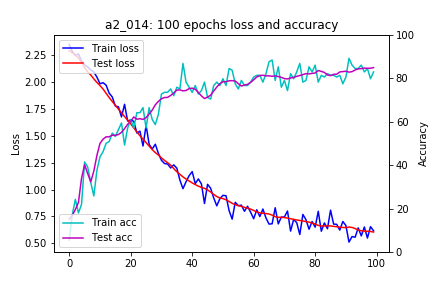 a2_014: 100 epochs loss and accuracy
Train loss
Test loss
Train acc
Test acc
Loss
2.25
2.00
1.75
1.50
1.25
1.00
0.75
0.50
0
20
40
60
80
100
Accuracy
100
80
60
40
20
0